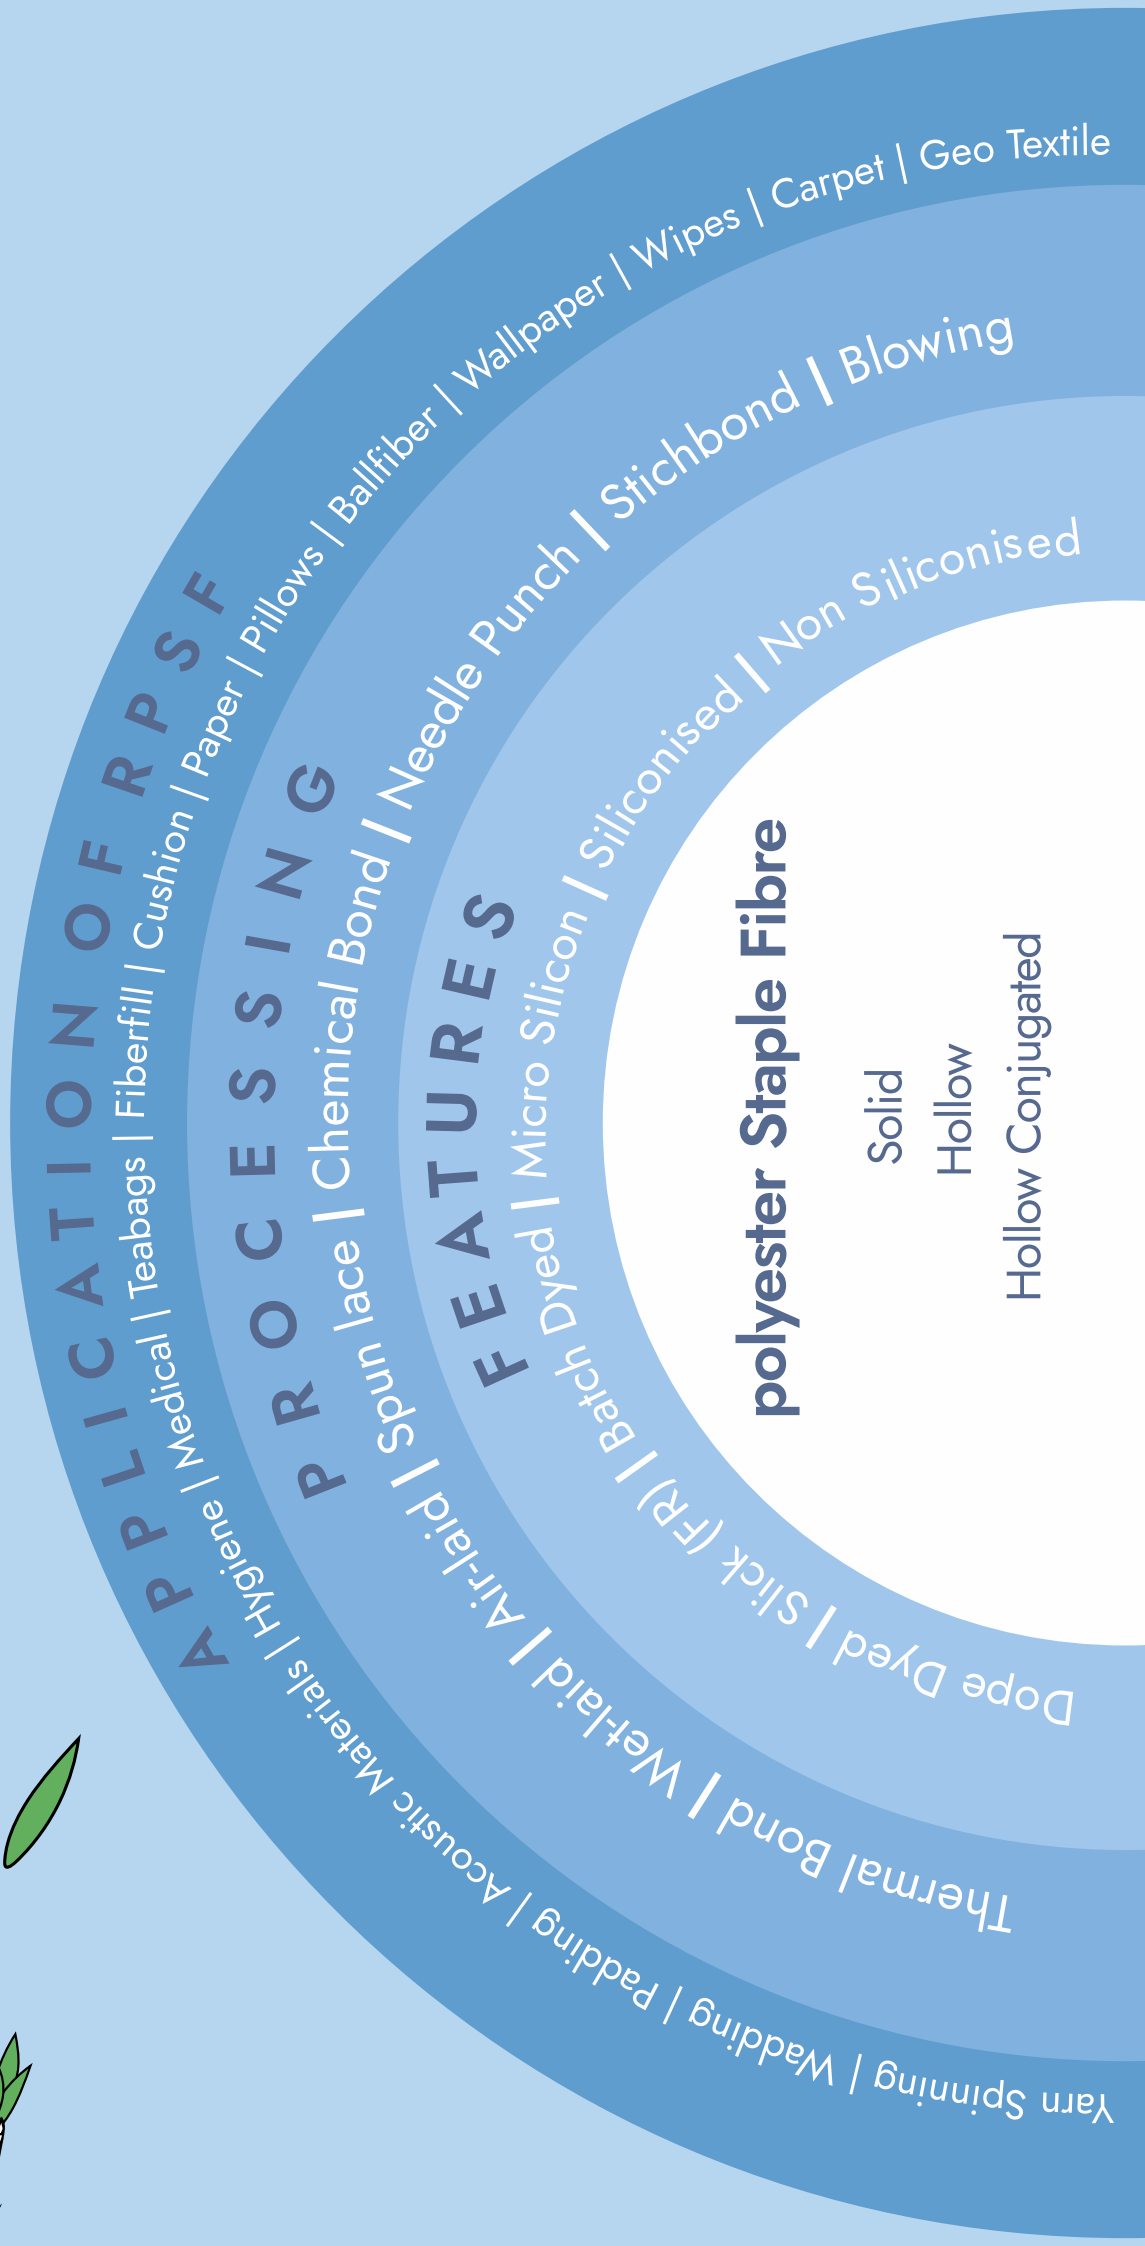 APPLICATION OF RPSF
Yarn Spinning | Wadding | Padding | Acoustic Materials | Hygiene | Medical | Teabags | Fiberfill | Cushion | Paper | Pillows | Ballfiber | Wallpaper | Wipes | Carpet | Geo Textile
PROCESSING
Thermal Bond | Wet-laid | Air-laid | Spun lace | Chemical Bond | Needle Punch | Stichbond | Blowing
FEATURES
Dope Dyed | Slick (FR) | Batch Dyed | Micro Silicon | Siliconised | Non Siliconised
polyester Staple Fibre
Solid
Hollow
Hollow Conjugated